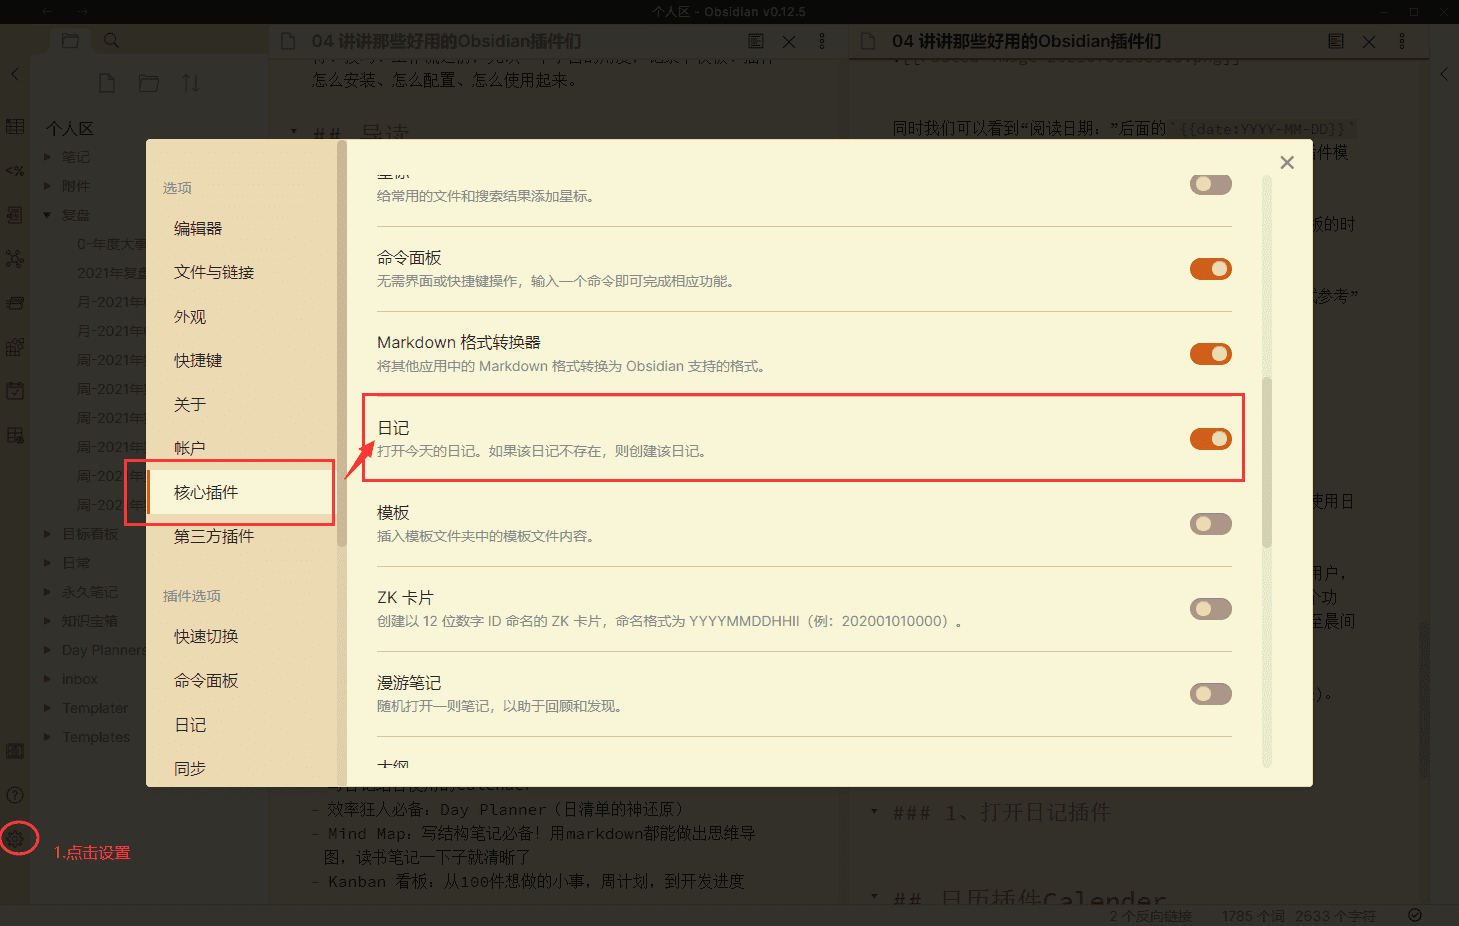 个人区 - Obsidian v0.12.5
04 讲讲那些好用的Obsidian插件们
怎么安装、怎么配置、怎么使用起来。
## 导读
04 讲讲那些好用的Obsidian插件们
同时我们可以看到“阅读日期：”后面的`{{date:YYYY-MM-DD}}`
件模
板的时
参考”
使用日
用户，
个功
至晨间
)。
个人区
笔记
附件
复盘
0-年度大事
2021年复盘
月-2021年
月-2021年
周-2021年
周-2021年
周-2021年
周-2021年
周-2021年
周-2021年
目标看板
日常
永久笔记
知识宝箱
Day Planners
inbox
Templater
Templates
选项
编辑器
文件与链接
外观
快捷键
关于
帐户
核心插件
第三方插件
插件选项
快速切换
命令面板
日记
同步
星标
给常用的文件和搜索结果添加星标。
命令面板
无需界面或快捷键操作，输入一个命令即可完成相应功能。
Markdown 格式转换器
将其他应用中的 Markdown 格式转换为 Obsidian 支持的格式。
日记
打开今天的日记。如果该日记不存在，则创建该日记。
模板
插入模板文件夹中的模板文件内容。
ZK 卡片
创建以 12 位数字 ID 命名的 ZK 卡片，命名格式为 YYYYMMDDHHII（例：202001010000）。
漫游笔记
随机打开一则笔记，以助于回顾和发现。
大纲
- 效率狂人必备：Day Planner（日清单的神还原）
- Mind Map：写结构笔记必备！用markdown都能做出思维导
图，读书笔记一下子就清晰了
- Kanban 看板：从100件想做的小事，周计划，到开发进度
### 1、打开日记插件
## 日历插件Calender
2 个反向链接 1785 个词 2633 个字符
1.点击设置